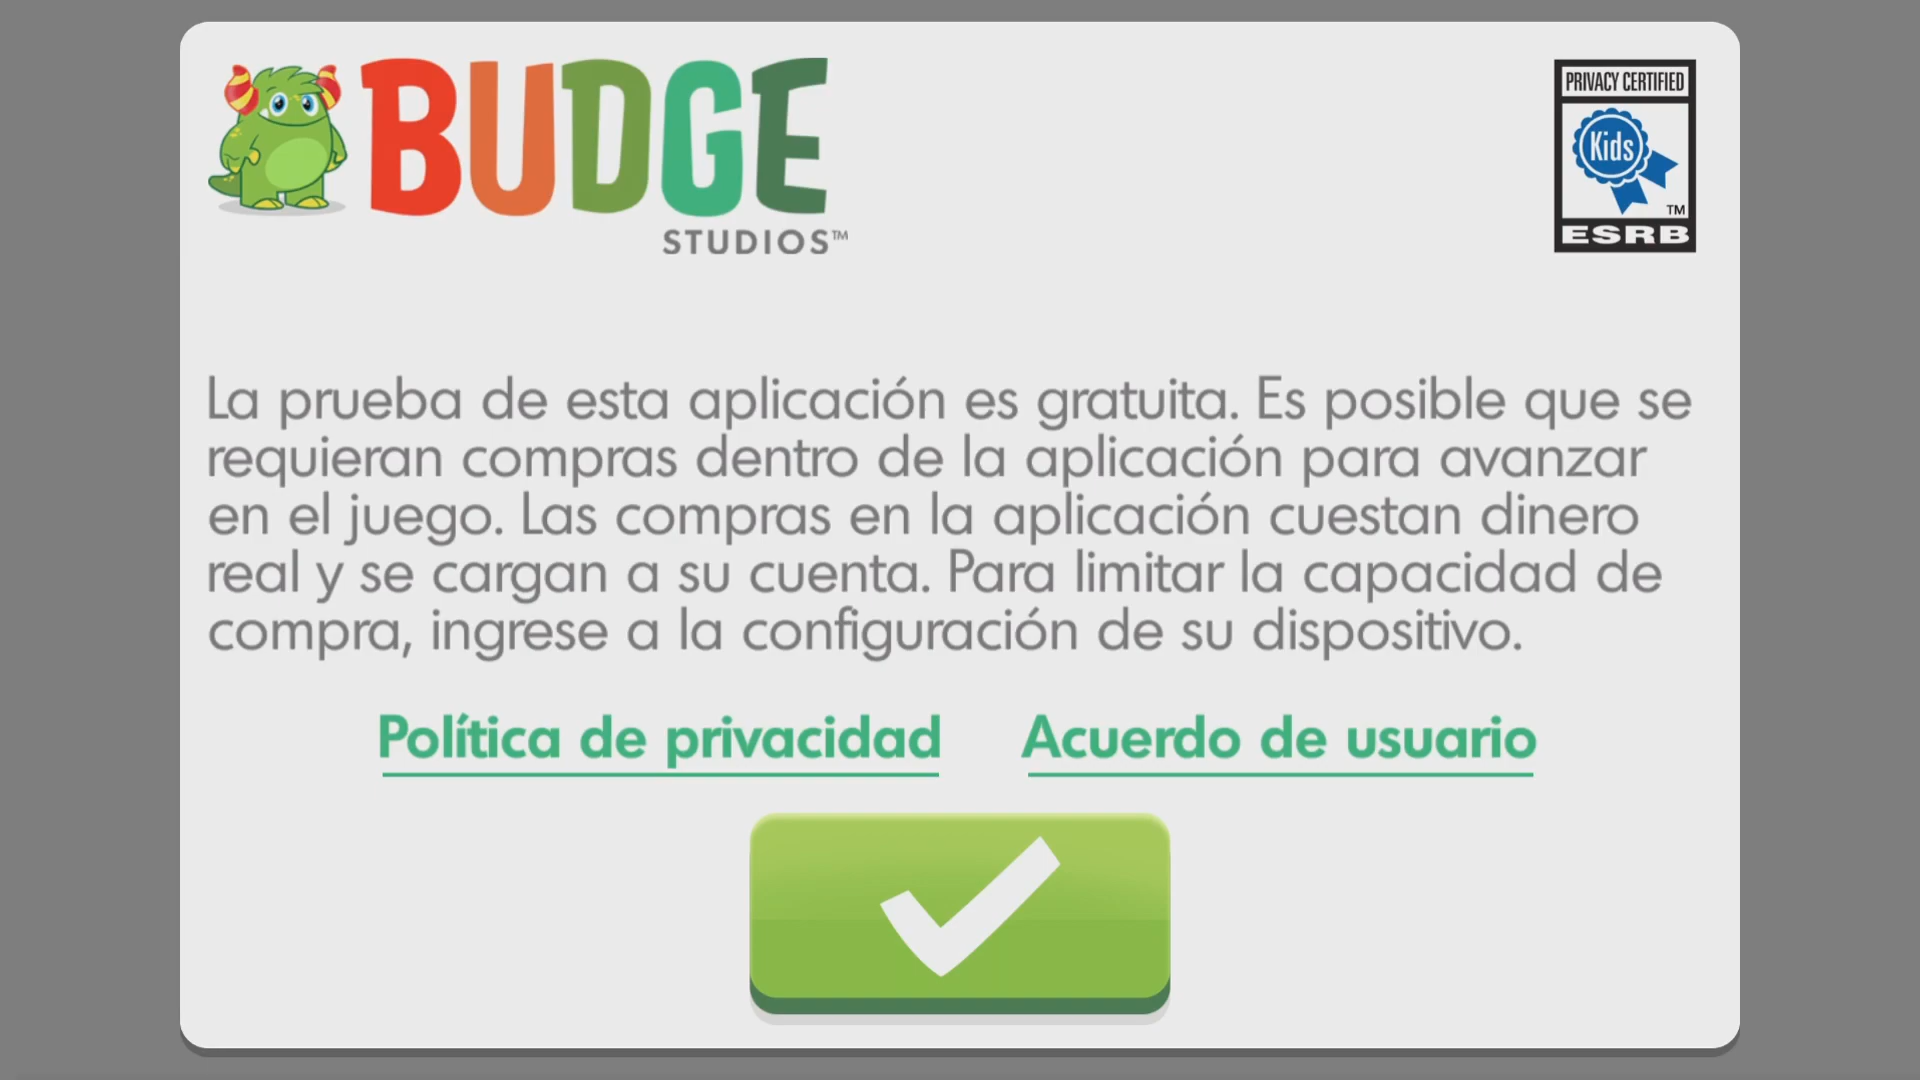 BUDGE
STUDIOS™
PRIVACY CERTIFIED
Kids
TM
ESRB
La prueba de esta aplicación es gratuita. Es posible que se
requieran compras dentro de la aplicación para avanzar
en el juego. Las compras en la aplicación cuestan dinero
real y se cargan a su cuenta. Para limitar la capacidad de
compra, ingrese a la configuración de su dispositivo.
Política de privacidad
Acuerdo de usuario